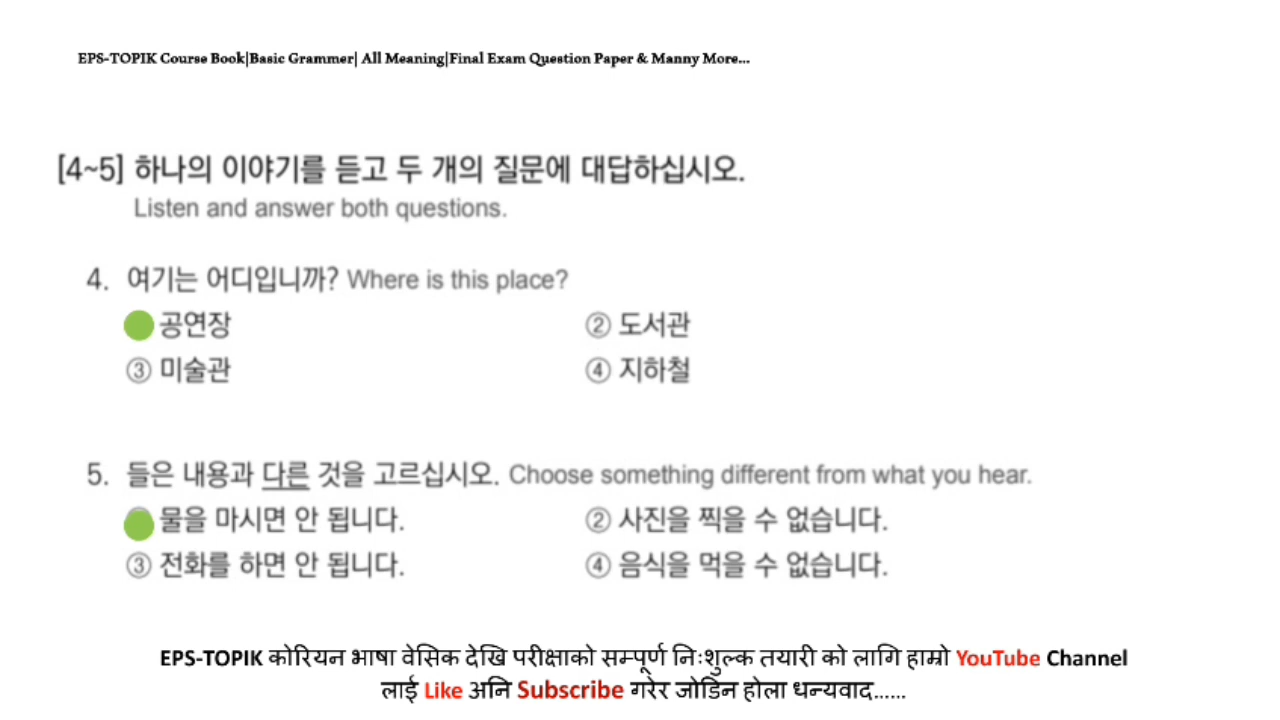 EPS-TOPIK Course Book|Basic Grammer| All Meaning|Final Exam Question Paper & Manny More...
[4~5] 하나의 이야기를 듣고 두 개의 질문에 대답하십시오.
Listen and answer both questions.
4. 여기는 어디입니까? Where is this place?
공연장 ② 도서관
③ 미술관 ④ 지하철
5. 들은 내용과 다른 것을 고르십시오. Choose something different from what you hear.
물을 마시면 안 됩니다. ② 사진을 찍을 수 없습니다.
③ 전화를 하면 안 됩니다. ④ 음식을 먹을 수 없습니다.
EPS-TOPIK कोरियन भाषा वेसिक देखि परीक्षाको सम्पूर्ण निःशुल्क तयारी को लागि हाम्रो YouTube Channel
लाई Like अनि Subscribe गरेर जोडिन होला धन्यवाद......